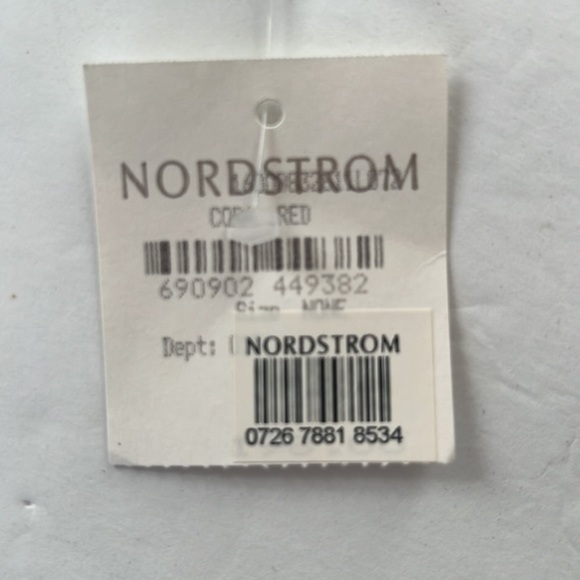 NORDSTROM
RED
690902 449382
Size NONE
Dept:
NORDSTROM
0726 7881 8534